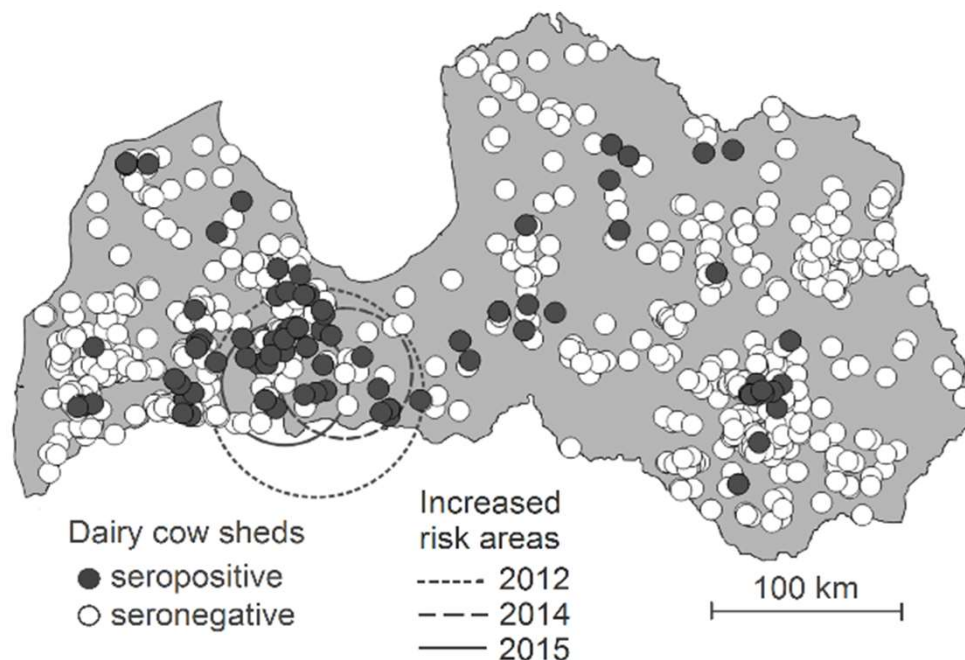 Dairy cow sheds
seropositive
seronegative
Increased
risk areas
2012
2014
2015
100 km